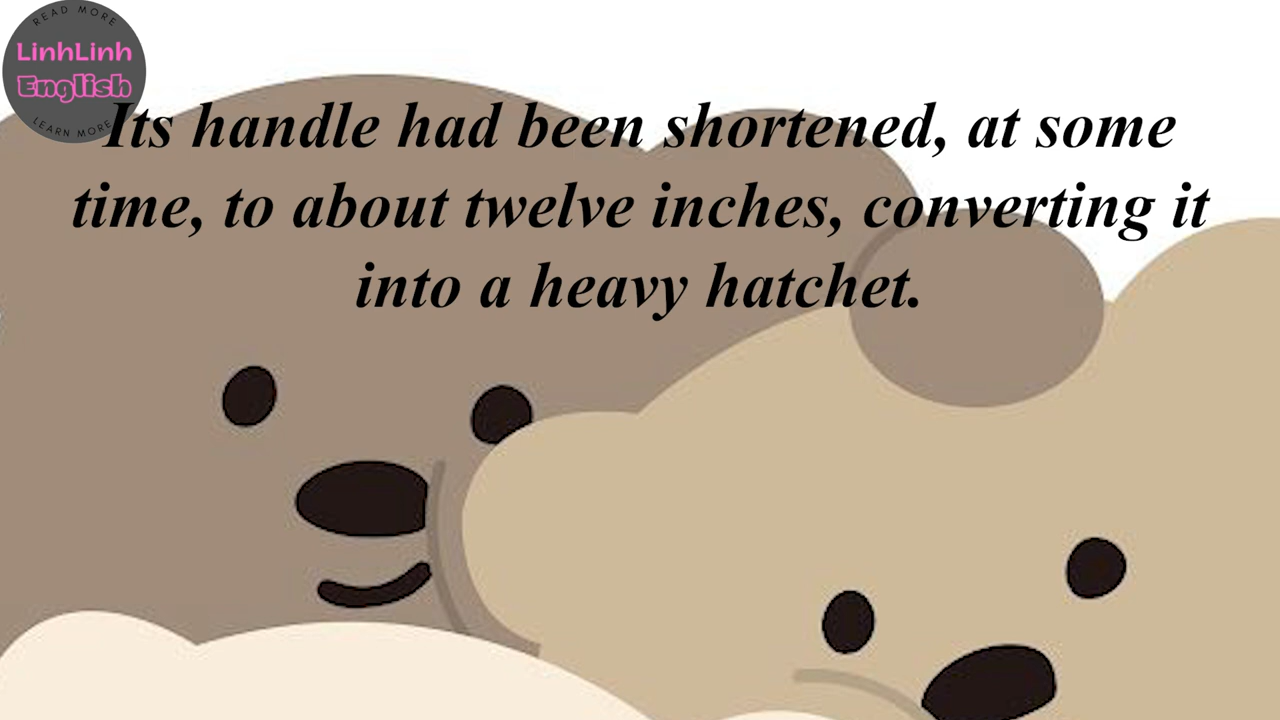 READ MORE
LinhLinh
English
LEARN MORE
Its handle had been shortened, at some
time, to about twelve inches, converting it
into a heavy hatchet.